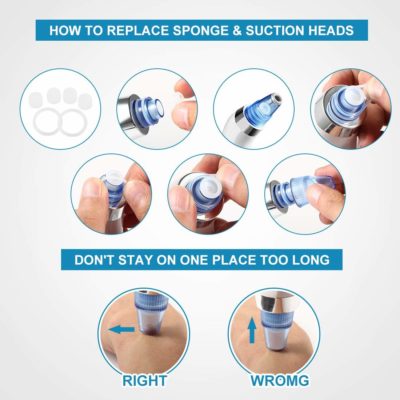 HOW TO REPLACE SPONGE & SUCTION HEADS
DON'T STAY ON ONE PLACE TOO LONG
RIGHT
WROMG